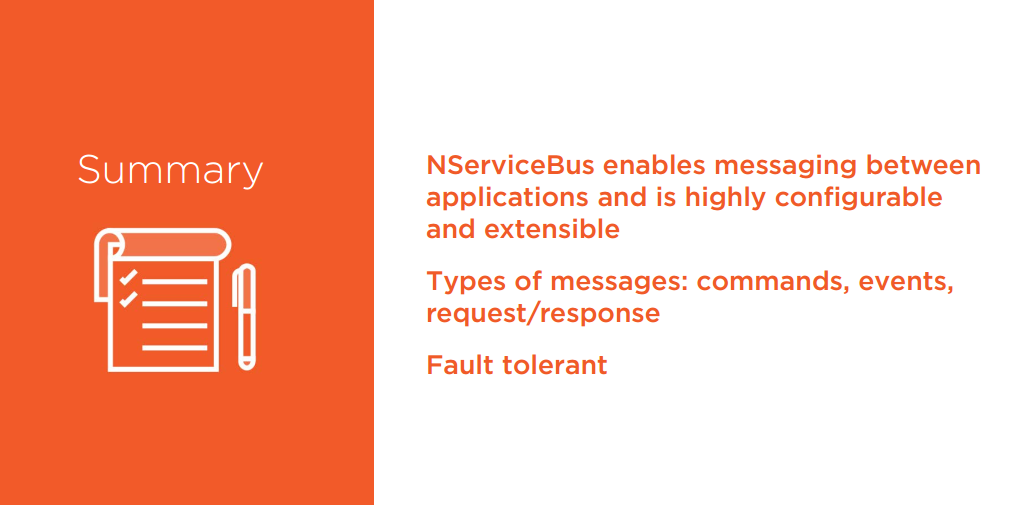 Summary
NServiceBus enables messaging between
applications and is highly configurable
and extensible
Types of messages: commands, events,
request/response
Fault tolerant